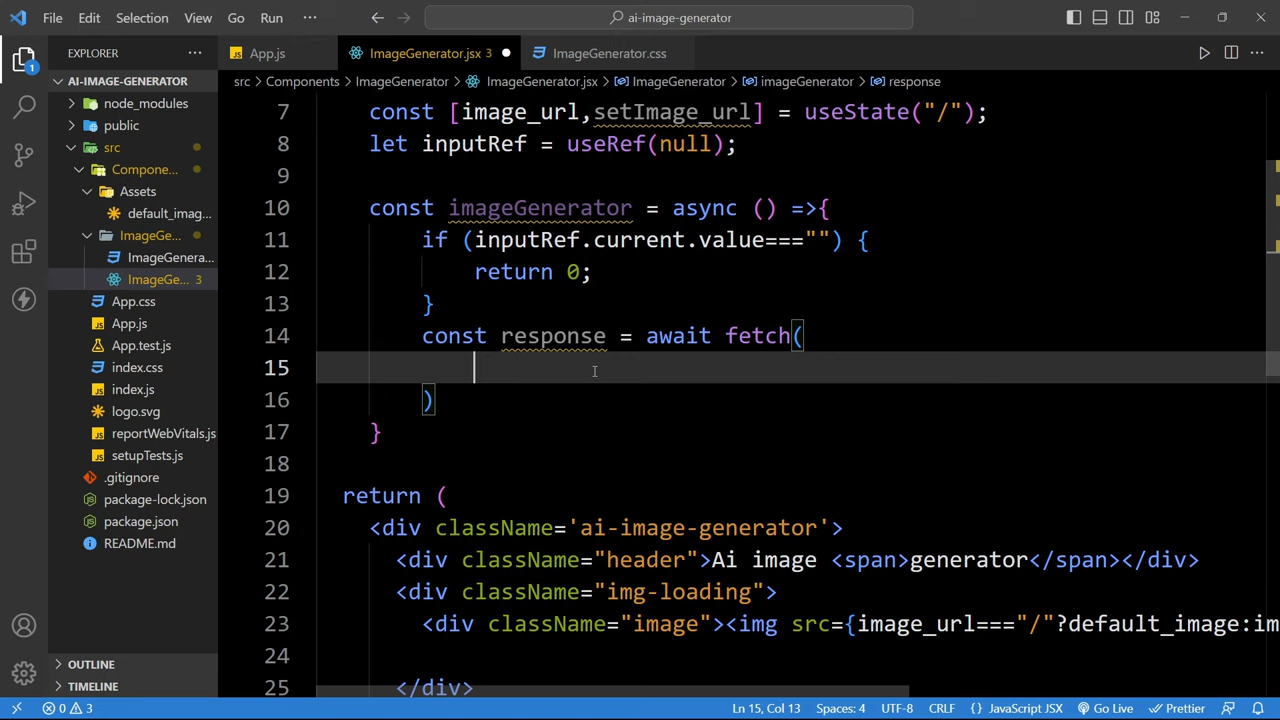 File Edit Selection View Go Run ··· ai-image-generator
EXPLORER ···
App.js ImageGenerator.jsx 3 ImageGenerator.css ···
src > Components > ImageGenerator > ImageGenerator.jsx > ImageGenerator > imageGenerator > response
1
AI-IMAGE-GENERATOR
node_modules
public
src
Compone...
Assets
default_imag...
ImageGe...
ImageGenera...
ImageGe... 3
App.css
App.js
App.test.js
index.css
index.js
logo.svg
reportWebVitals.js
setupTests.js
.gitignore
package-lock.json
package.json
README.md
OUTLINE
TIMELINE
7 const [image_url,setImage_url] = useState("/");
8 let inputRef = useRef(null);
9
10 const imageGenerator = async () =>{
11 if (inputRef.current.value==="") {
12 return 0;
13 }
14 const response = await fetch(
15
16 )
17 }
18
19 return (
20 <div className='ai-image-generator'>
21 <div className="header">Ai image <span>generator</span></div>
22 <div className="img-loading">
23 <div className="image"><img src={image_url==="/"?default_image:im
24
25 </div>
0 3 Ln 15, Col 13 Spaces: 4 UTF-8 CRLF {} JavaScript JSX Go Live Prettier